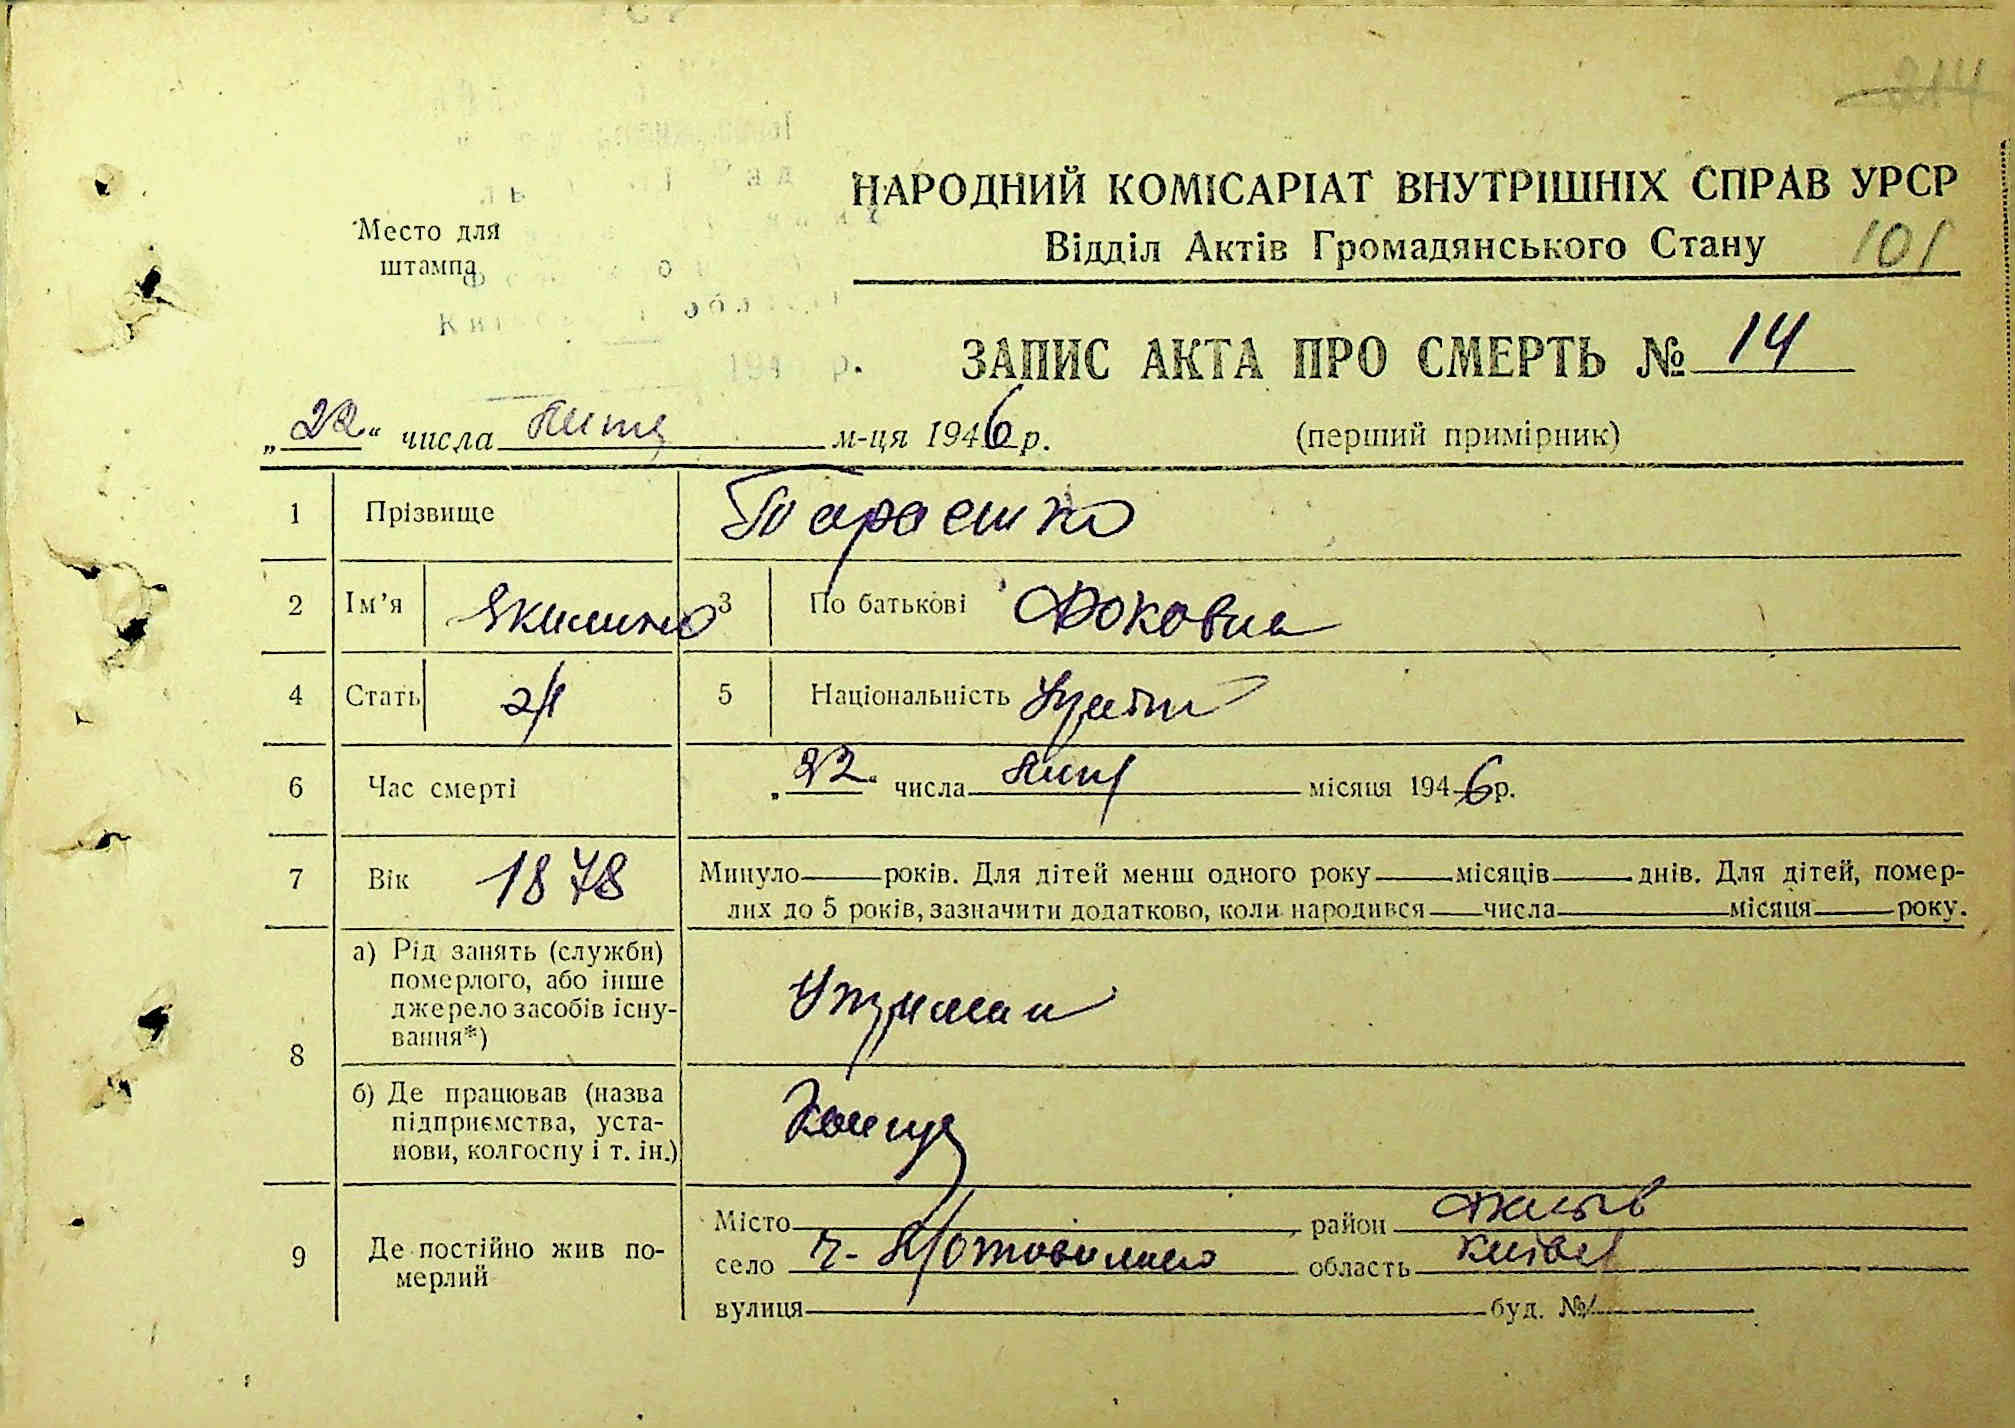 214
НАРОДНИЙ КОМІСАРІАТ ВНУТРІШНІХ СПРАВ УРСР
Место для
штампа
Відділ Актів Громадянського Стану 101
ЗАПИС АКТА ПРО СМЕРТЬ № 14
„22“ числа м-ця 1946 р. (перший примірник)
1 Прізвище
2 Ім’я Якилина 3 По батькові Фоковна
4 Стать ж 5 Національність
6 Час смерті „22“ числа місяця 1946 р.
7 Вік 1878 Минуло років. Для дітей менш одного року місяців днів. Для дітей, помер-
лих до 5 років, зазначити додатково, коли народився числа місяця року.
8 а) Рід занять (служби)
померлого, або інше
джерело засобів існу-
вання*)
Утриман
б) Де працював (назва
підприємства, уста-
нови, колгоспу і т. ін.)
9 Де постійно жив по-
мерлий
Місто район Фастів
село Мотовилиха область Київс
вулиця буд. №